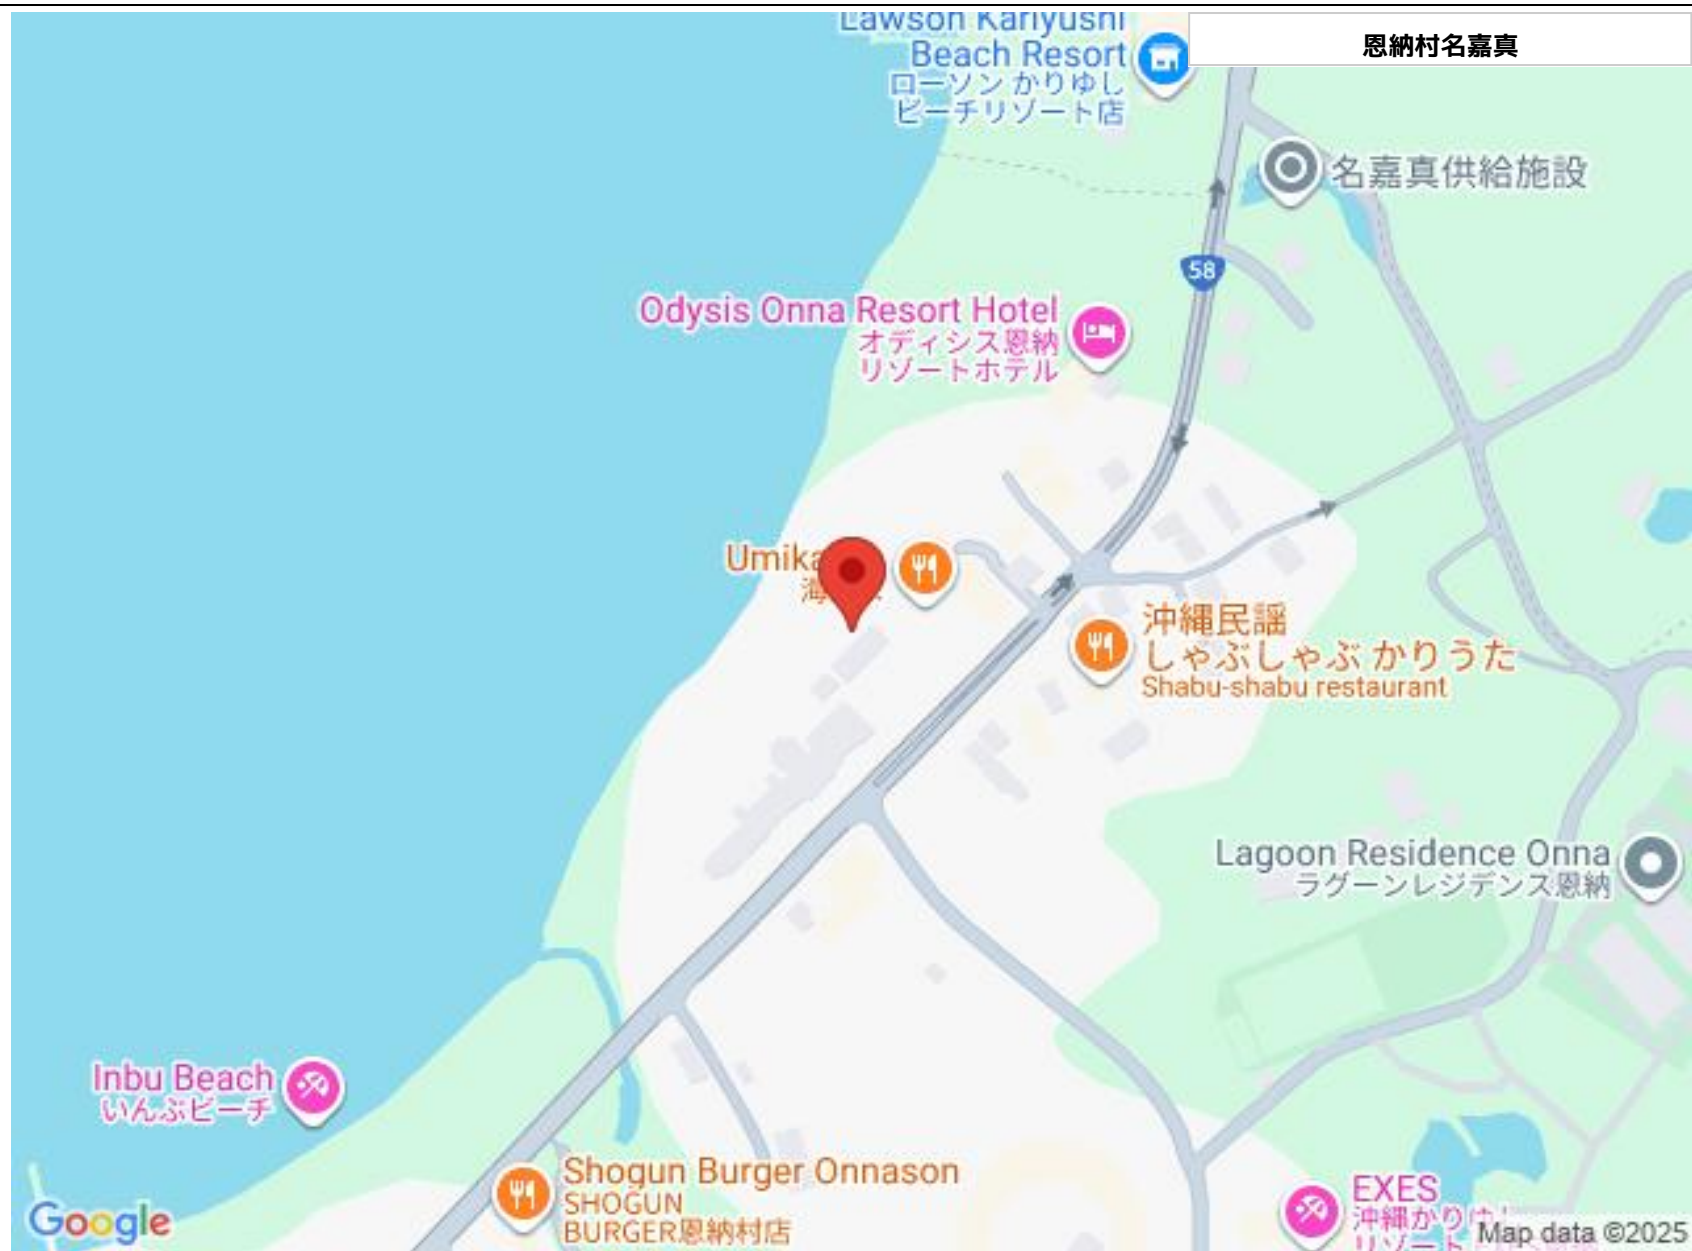 Lawson Kariyushi
Beach Resort
ローソン かりゆし
ビーチリゾート店
恩納村名嘉真
名嘉真供給施設
58
Odysis Onna Resort Hotel
オディシス恩納
リゾートホテル
沖縄民謡
しゃぶしゃぶ かりうた
Shabu-shabu restaurant
Lagoon Residence Onna
ラグーンレジデンス恩納
Inbu Beach
いんぶビーチ
Shogun Burger Onnason
SHOGUN
BURGER恩納村店
EXES
沖縄かりゆし
Google
Map data ©2025